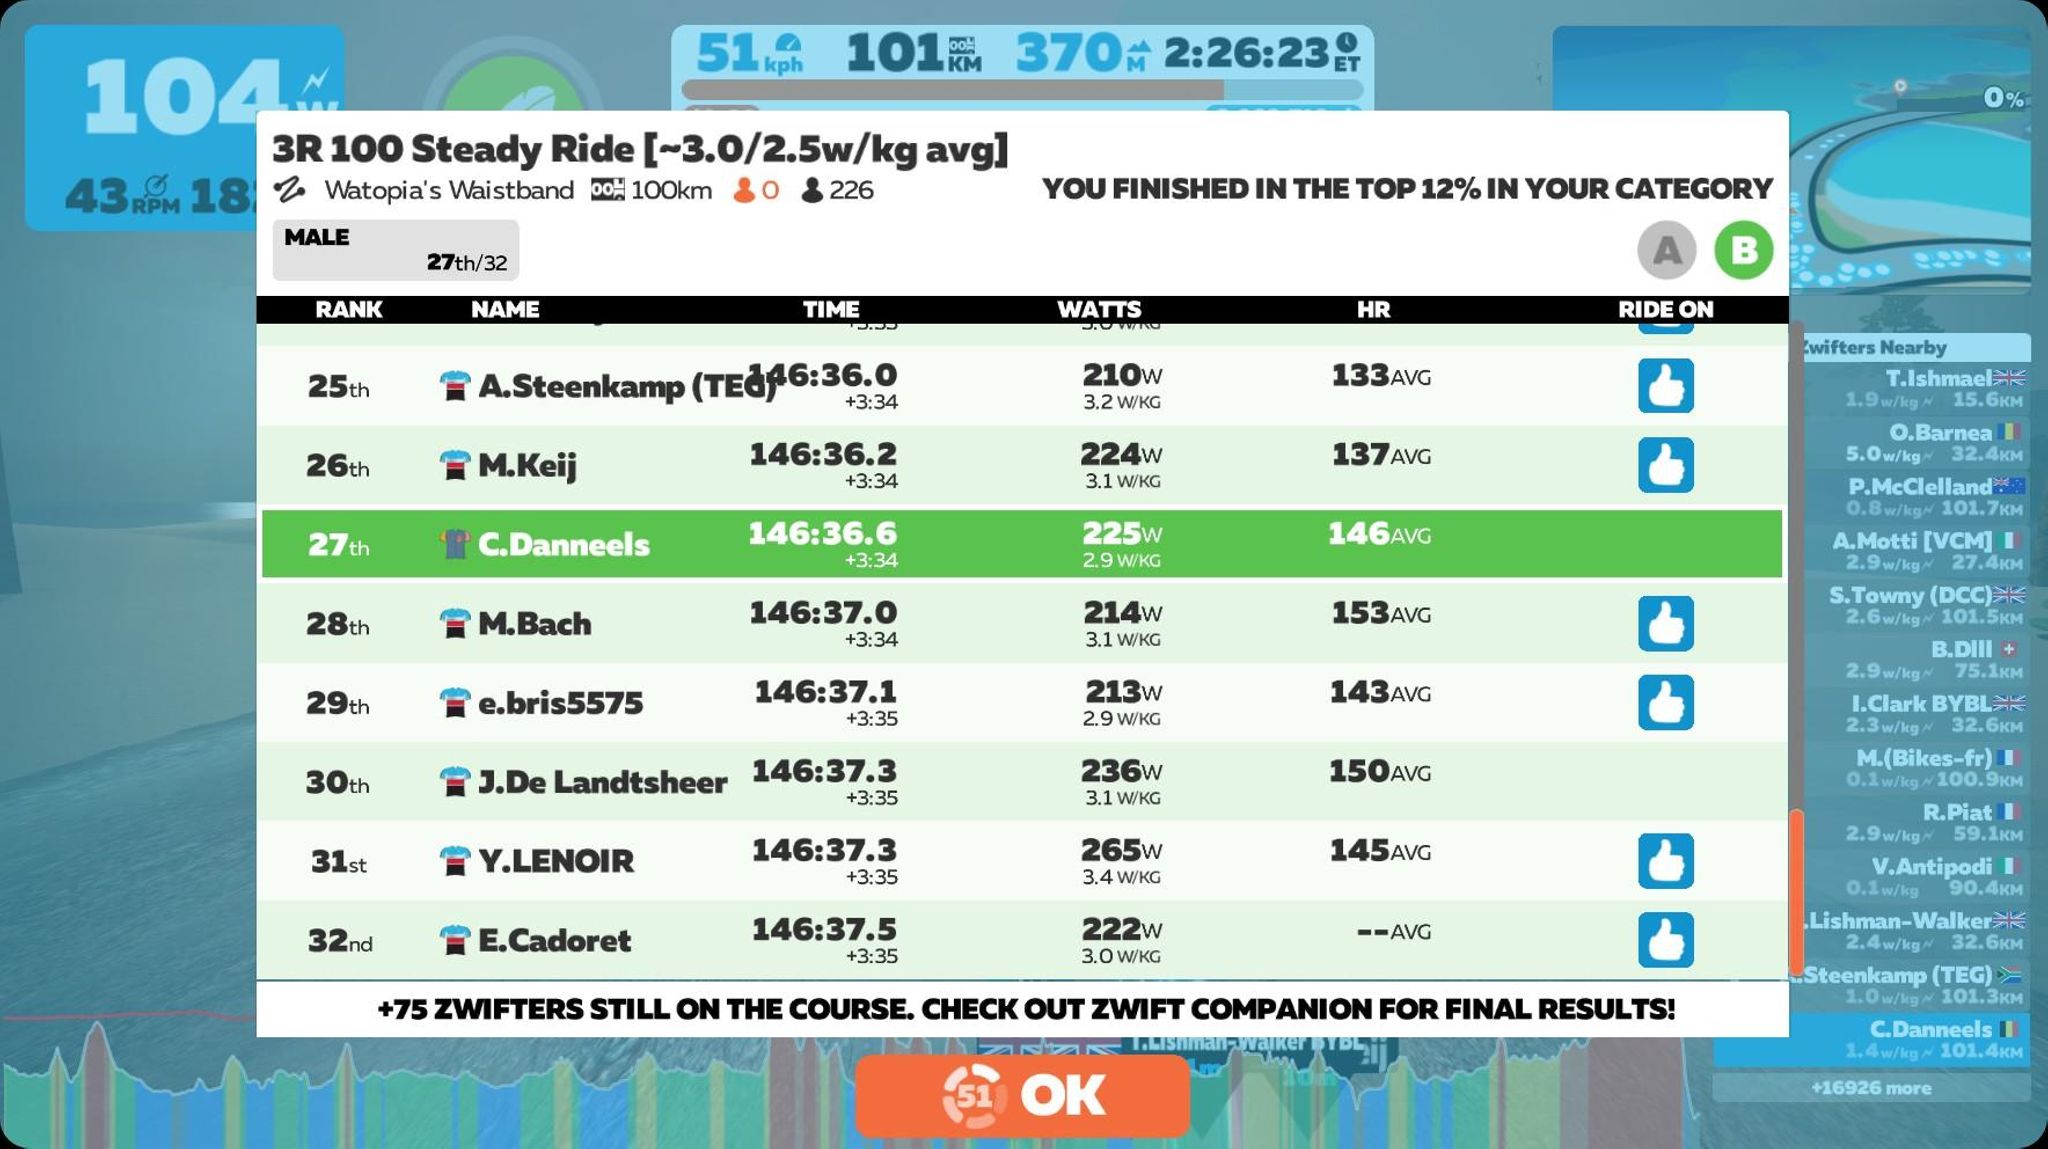 104W
43RPM 18
51kph 101KM 370M 2:26:23ET
0%
3R 100 Steady Ride [~3.0/2.5w/kg avg]
Watopia's Waistband 100km 0 226
YOU FINISHED IN THE TOP 12% IN YOUR CATEGORY
MALE
27th/32
A B
RANK NAME TIME WATTS HR RIDE ON
25th A.Steenkamp (TEG) 146:36.0 210W 133AVG
+3:34 3.2 W/KG
26th M.Keij 146:36.2 224W 137AVG
+3:34 3.1 W/KG
27th C.Danneels 146:36.6 225W 146AVG
+3:34 2.9 W/KG
28th M.Bach 146:37.0 214W 153AVG
+3:34 3.1 W/KG
29th e.bris5575 146:37.1 213W 143AVG
+3:35 2.9 W/KG
30th J.De Landtsheer 146:37.3 236W 150AVG
+3:35 3.1 W/KG
31st Y.LENOIR 146:37.3 265W 145AVG
+3:35 3.4 W/KG
32nd E.Cadoret 146:37.5 222W --AVG
+3:35 3.0 W/KG
+75 ZWIFTERS STILL ON THE COURSE. CHECK OUT ZWIFT COMPANION FOR FINAL RESULTS!
51 OK
Zwifters Nearby
T.Ishmael
1.9w/kg 15.6KM
O.Barnea
5.0w/kg 32.4KM
P.McClelland
0.8w/kg 101.7KM
A.Motti [VCM]
2.9w/kg 27.4KM
S.Towny (DCC)
2.6w/kg 101.5KM
B.Dlll
2.9w/kg 75.1KM
I.Clark BYBL
2.3w/kg 32.6KM
M.(Bikes-fr)
0.1w/kg 100.9KM
R.Piat
2.9w/kg 59.1KM
V.Antipodi
0.1w/kg 90.4KM
.Lishman-Walker
2.4w/kg 32.6KM
.Steenkamp (TEG)
1.0w/kg 101.3KM
C.Danneels
1.4w/kg 101.4KM
+16926 more
T.Lishman-Walker BYBL